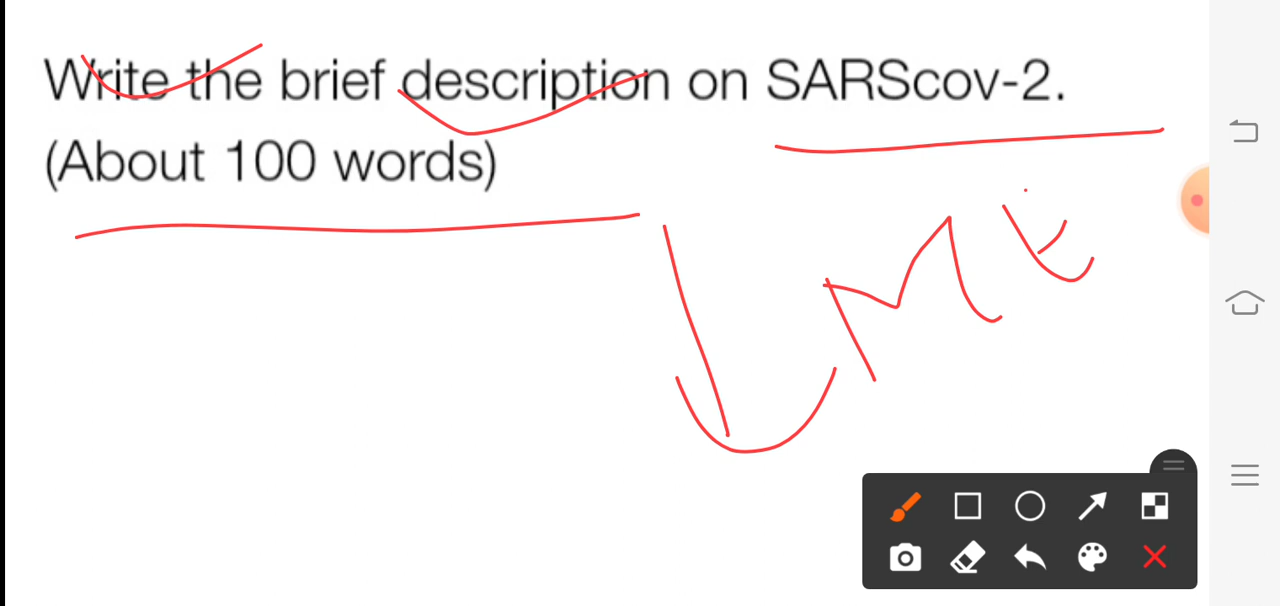 Write the brief description on SARScov-2.
(About 100 words)